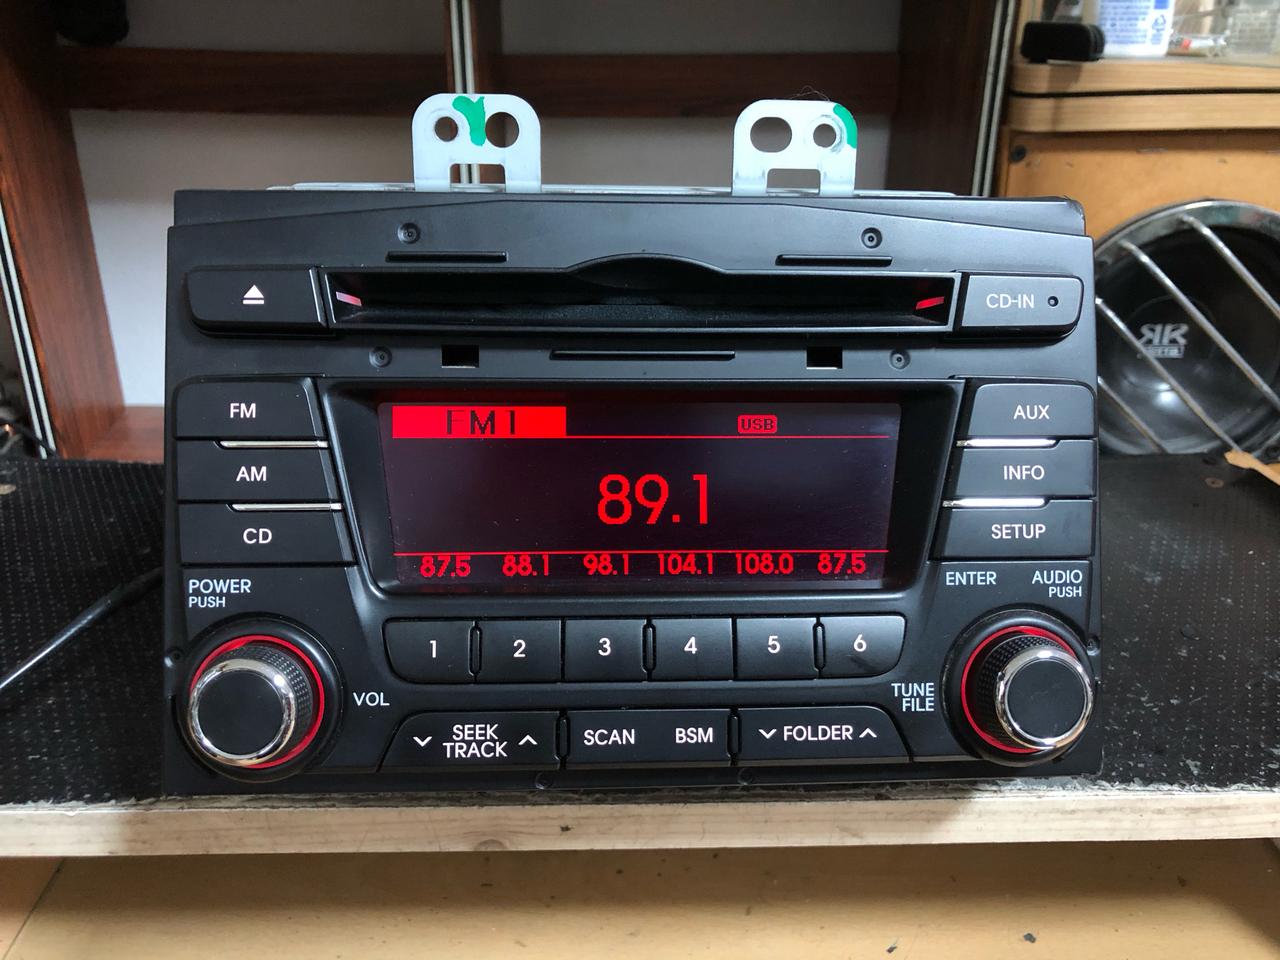 CD-IN
FM
AM
CD
FM1
USB
89.1
87.5 88.1 98.1 104.1 108.0 87.5
AUX
INFO
SETUP
POWER
PUSH
ENTER
AUDIO
PUSH
1 2 3 4 5 6
VOL
TUNE
FILE
SEEK
TRACK
SCAN
BSM
FOLDER